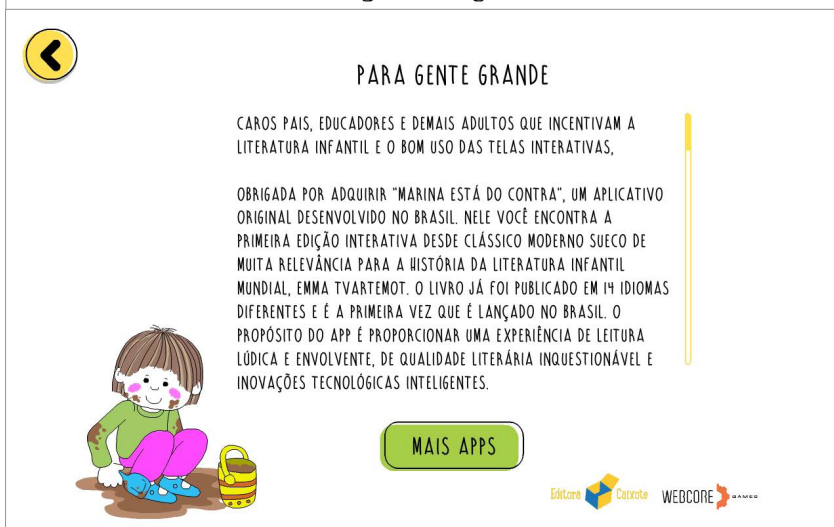 PARA GENTE GRANDE
CAROS PAIS, EDUCADORES E DEMAIS ADULTOS QUE INCENTIVAM A
LITERATURA INFANTIL E O BOM USO DAS TELAS INTERATIVAS,
OBRIGADA POR ADQUIRIR "MARINA ESTÁ DO CONTRA", UM APLICATIVO
ORIGINAL DESENVOLVIDO NO BRASIL. NELE VOCÊ ENCONTRA A
PRIMEIRA EDIÇÃO INTERATIVA DESDE CLÁSSICO MODERNO SUECO DE
MUITA RELEVÂNCIA PARA A HISTÓRIA DA LITERATURA INFANTIL
MUNDIAL, EMMA TVARTEMOT. O LIVRO JÁ FOI PUBLICADO EM 14 IDIOMAS
DIFERENTES E É A PRIMEIRA VEZ QUE É LANÇADO NO BRASIL. O
PROPÓSITO DO APP É PROPORCIONAR UMA EXPERIÊNCIA DE LEITURA
LÚDICA E ENVOLVENTE, DE QUALIDADE LITERÁRIA INQUESTIONÁVEL E
INOVAÇÕES TECNOLÓGICAS INTELIGENTES.
MAIS APPS
Editora Caixote WEBCORE GAMES